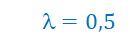 λ = 0,5